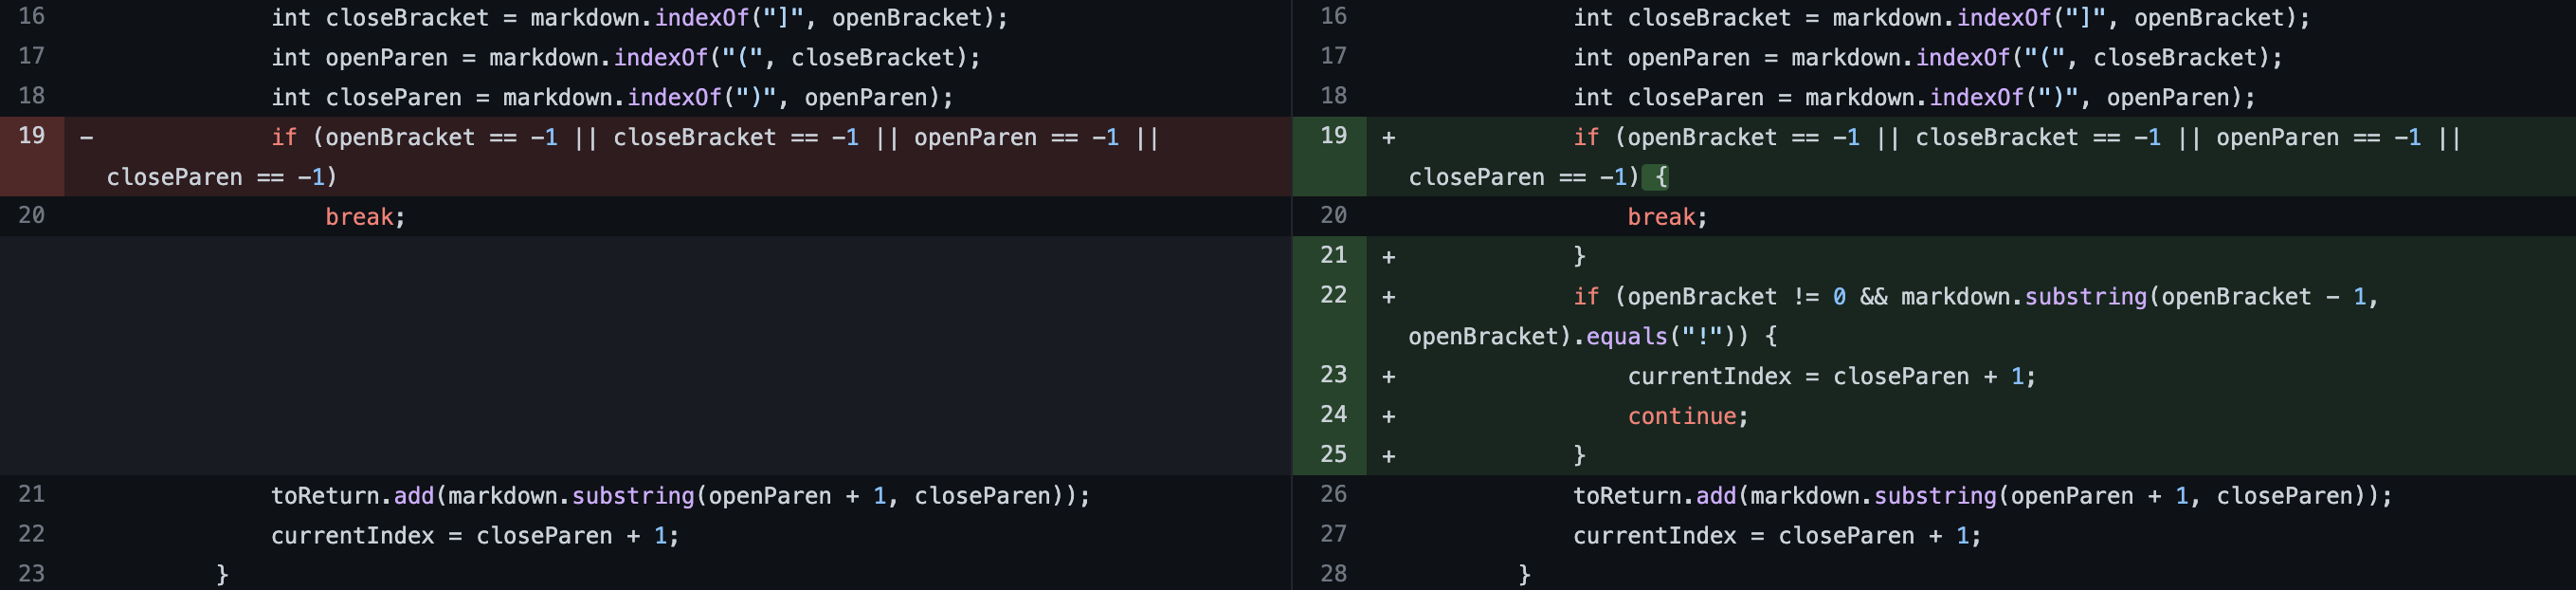 16 int closeBracket = markdown.indexOf("]", openBracket);
17 int openParen = markdown.indexOf("(", closeBracket);
18 int closeParen = markdown.indexOf(")", openParen);
19 - if (openBracket == -1 || closeBracket == -1 || openParen == -1 ||
closeParen == -1)
20 break;
21 toReturn.add(markdown.substring(openParen + 1, closeParen));
22 currentIndex = closeParen + 1;
23 }
16 int closeBracket = markdown.indexOf("]", openBracket);
17 int openParen = markdown.indexOf("(", closeBracket);
18 int closeParen = markdown.indexOf(")", openParen);
19 + if (openBracket == -1 || closeBracket == -1 || openParen == -1 ||
closeParen == -1) {
20 break;
21 + }
22 + if (openBracket != 0 && markdown.substring(openBracket - 1,
openBracket).equals("!")) {
23 + currentIndex = closeParen + 1;
24 + continue;
25 + }
26 toReturn.add(markdown.substring(openParen + 1, closeParen));
27 currentIndex = closeParen + 1;
28 }